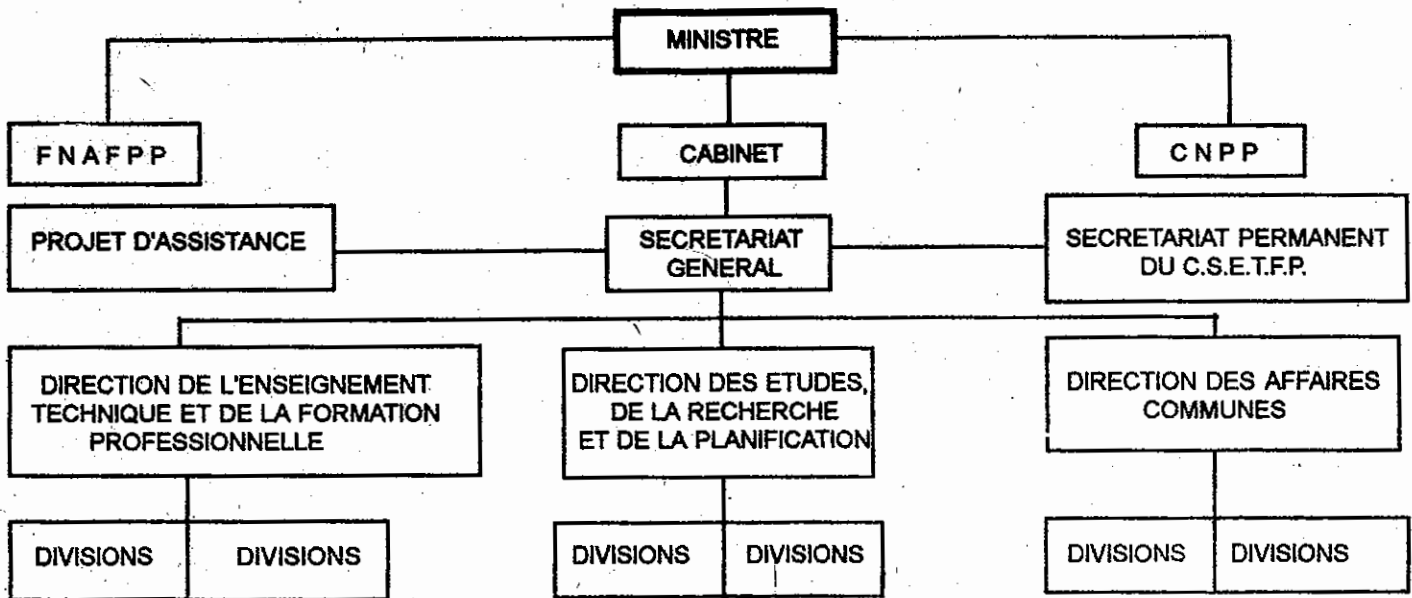 MINISTRE
F N A F P P
CABINET
C N P P
PROJET D'ASSISTANCE
SECRETARIAT
GENERAL
SECRETARIAT PERMANENT
DU C.S.E.T.F.P.
DIRECTION DE L'ENSEIGNEMENT
TECHNIQUE ET DE LA FORMATION
PROFESSIONNELLE
DIRECTION DES ETUDES,
DE LA RECHERCHE
ET DE LA PLANIFICATION
DIRECTION DES AFFAIRES
COMMUNES
DIVISIONS
DIVISIONS
DIVISIONS
DIVISIONS
DIVISIONS
DIVISIONS